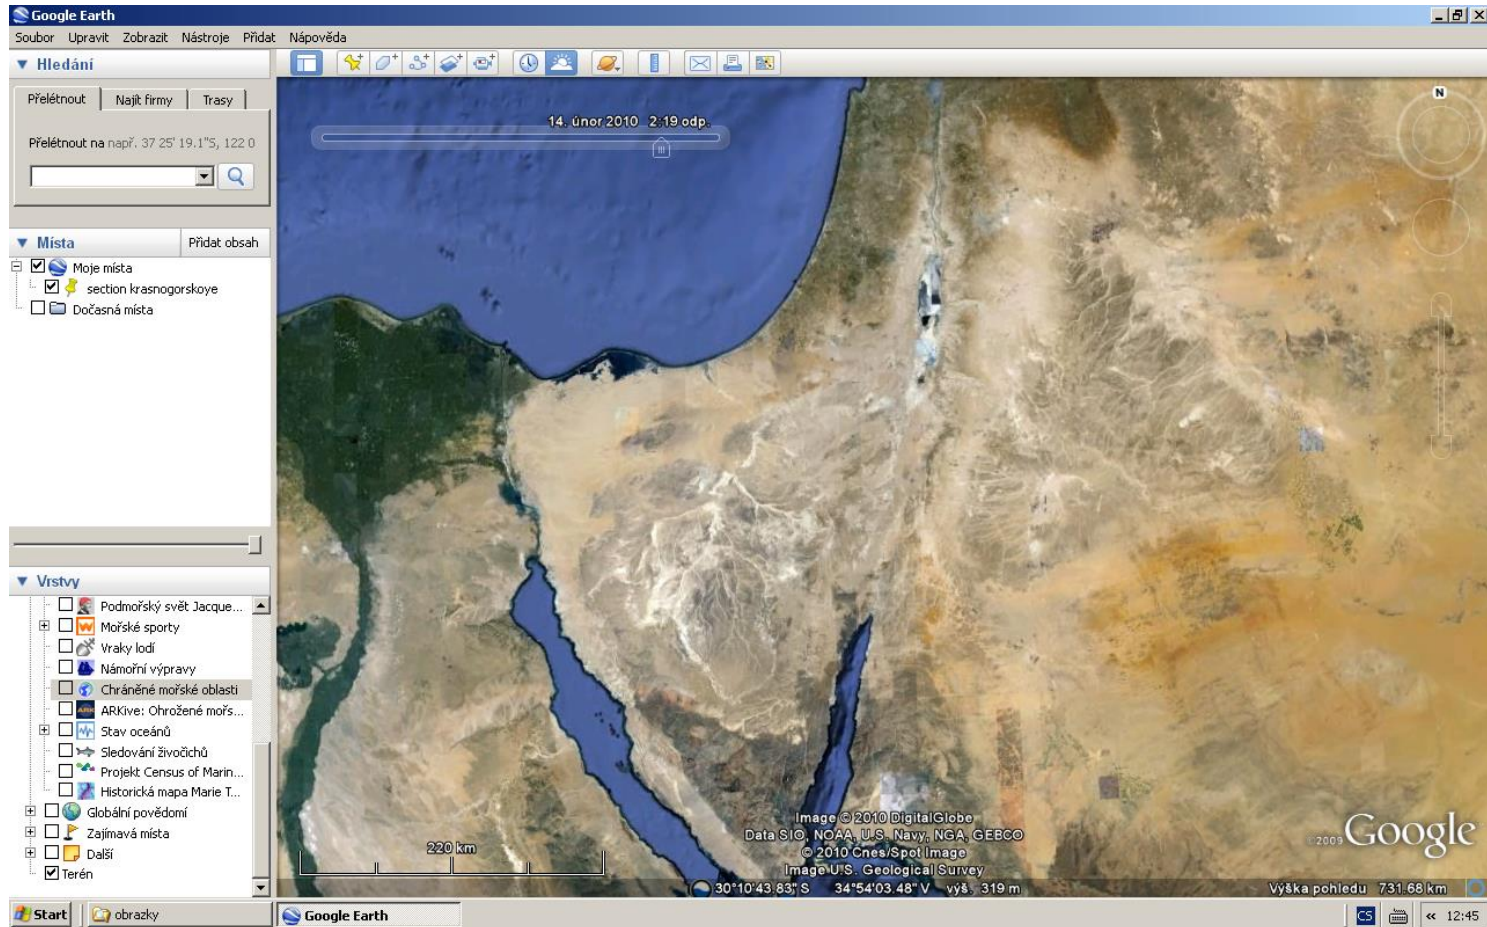 Google Earth
Soubor Upravit Zobrazit Nástroje Přidat Nápověda
Hledání
Přelétnout Najít firmy Trasy
Přelétnout na např. 37 25' 19.1"S, 122 0
Místa Přidat obsah
Moje místa
section krasnogorskoye
Dočasná místa
Vrstvy
Podmořský svět Jacque...
Mořské sporty
Vraky lodí
Námořní výpravy
Chráněné mořské oblasti
ARKive: Ohrožené mořs...
Stav oceánů
Sledování živočichů
Projekt Census of Marin...
Historická mapa Marie T...
Globální povědomí
Zajímavá místa
Další
Terén
14. únor 2010 2:19 odp.
N
220 km
Image © 2010 DigitalGlobe
Data SIO, NOAA, U.S. Navy, NGA, GEBCO
© 2010 Cnes/Spot Image
Image U.S. Geological Survey
©2009 Google
30°10'43.83" S 34°54'03.48" V výš. 319 m
Výška pohledu 731.68 km
Start obrazky Google Earth CS « 12:45